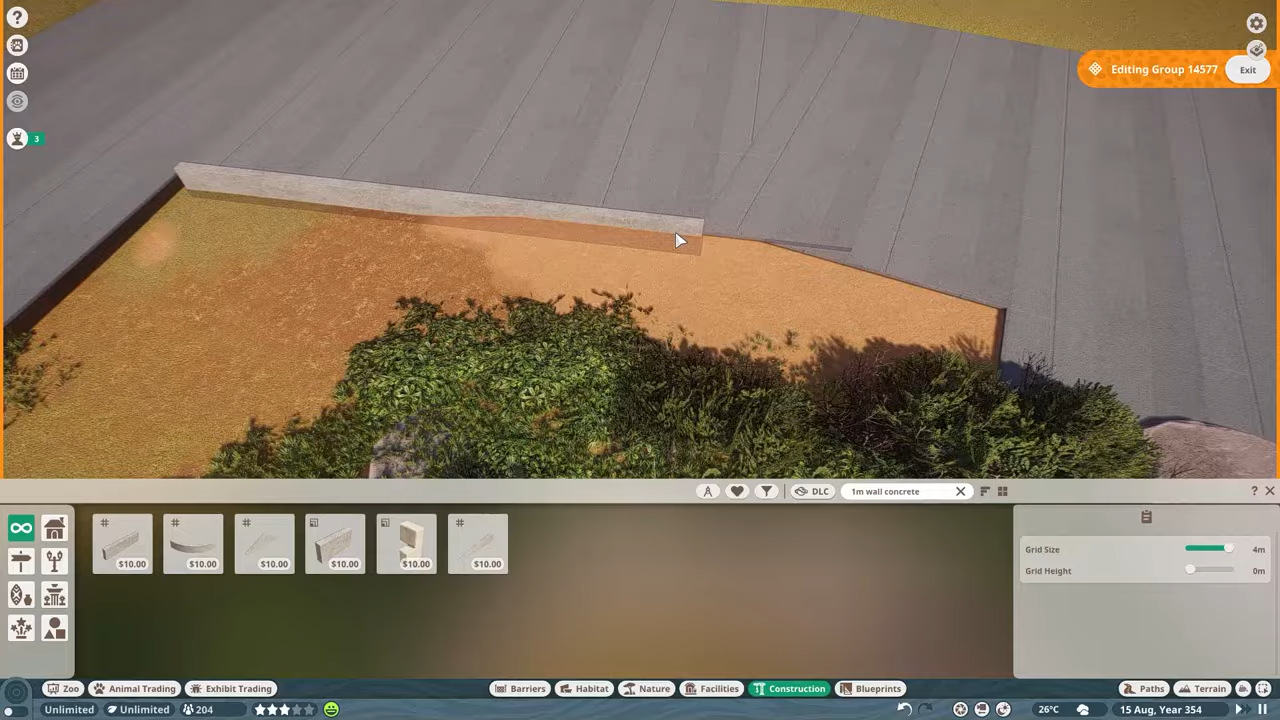 ?
Editing Group 14577
Exit
3
DLC
1m wall concrete
?
$10.00
$10.00
$10.00
$10.00
$10.00
$10.00
Grid Size
4m
Grid Height
0m
Zoo
Animal Trading
Exhibit Trading
Barriers
Habitat
Nature
Facilities
Construction
Blueprints
Paths
Terrain
Unlimited
Unlimited
204
26°C
15 Aug, Year 354